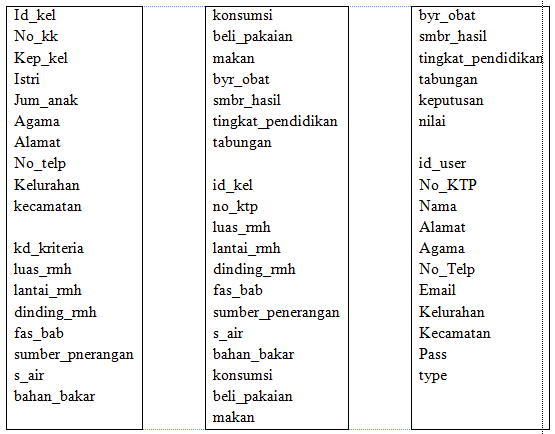 Id_kel
No_kk
Kep_kel
Istri
Jum_anak
Agama
Alamat
No_telp
Kelurahan
kecamatan
kd_kriteria
luas_rmh
lantai_rmh
dinding_rmh
fas_bab
sumber_pnerangan
s_air
bahan_bakar
konsumsi
beli_pakaian
makan
byr_obat
smbr_hasil
tingkat_pendidikan
tabungan
id_kel
no_ktp
luas_rmh
lantai_rmh
dinding_rmh
fas_bab
sumber_penerangan
s_air
bahan_bakar
konsumsi
beli_pakaian
makan
byr_obat
smbr_hasil
tingkat_pendidikan
tabungan
keputusan
nilai
id_user
No_KTP
Nama
Alamat
Agama
No_Telp
Email
Kelurahan
Kecamatan
Pass
type